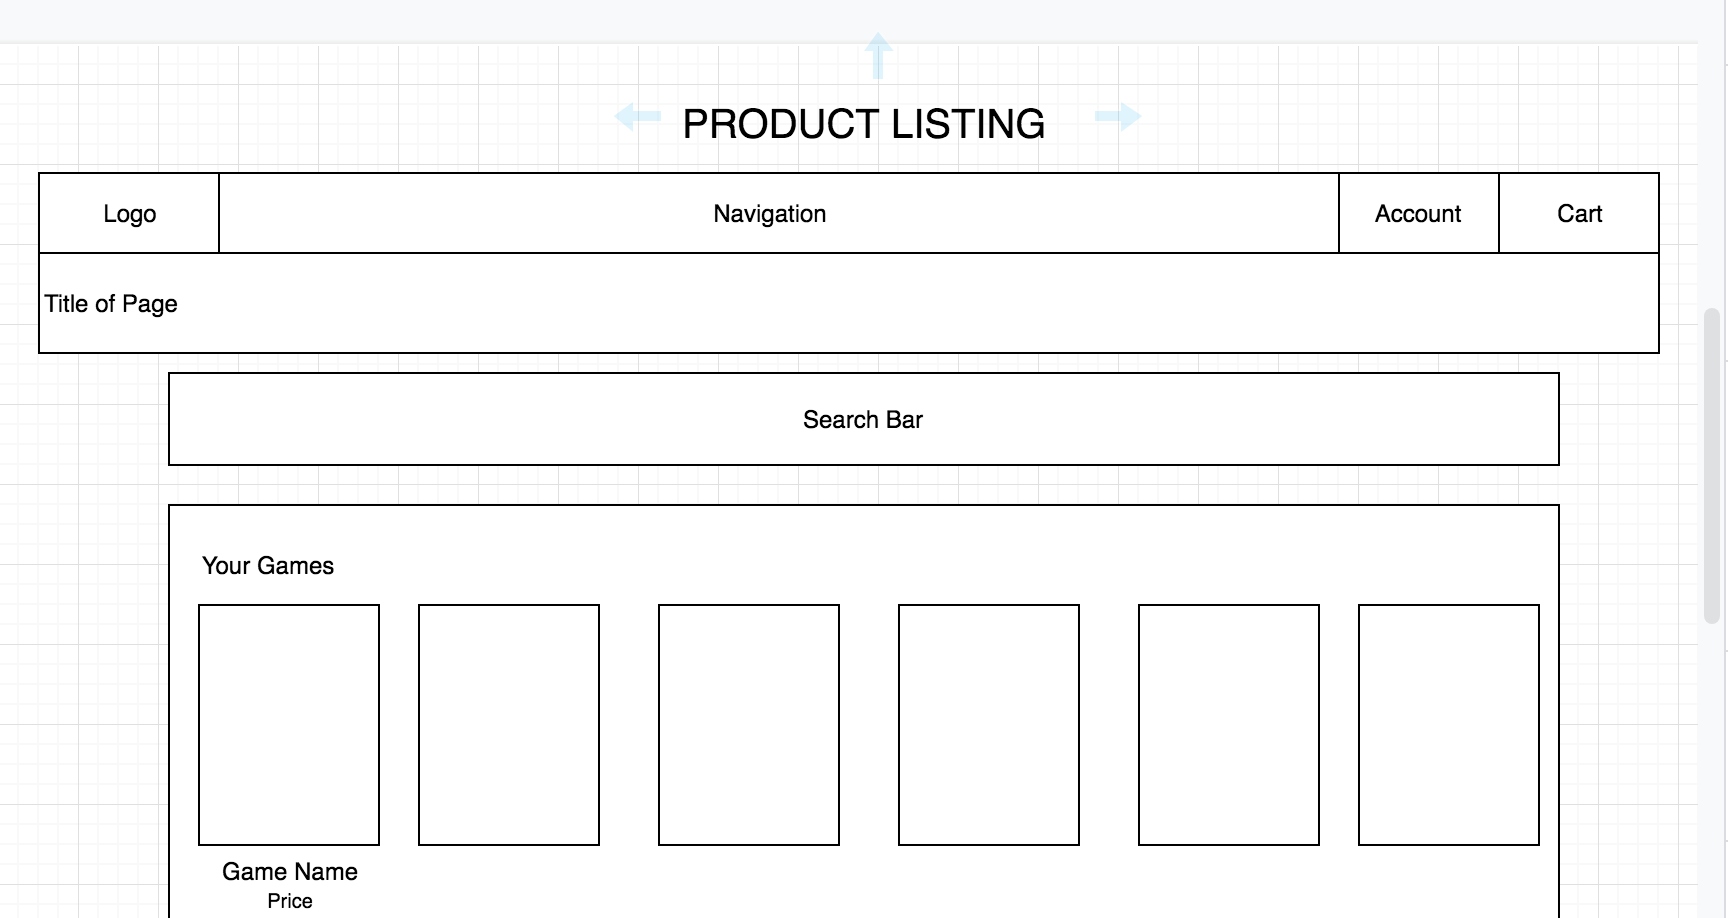 PRODUCT LISTING
Logo
Navigation
Account
Cart
Title of Page
Search Bar
Your Games
Game Name
Price